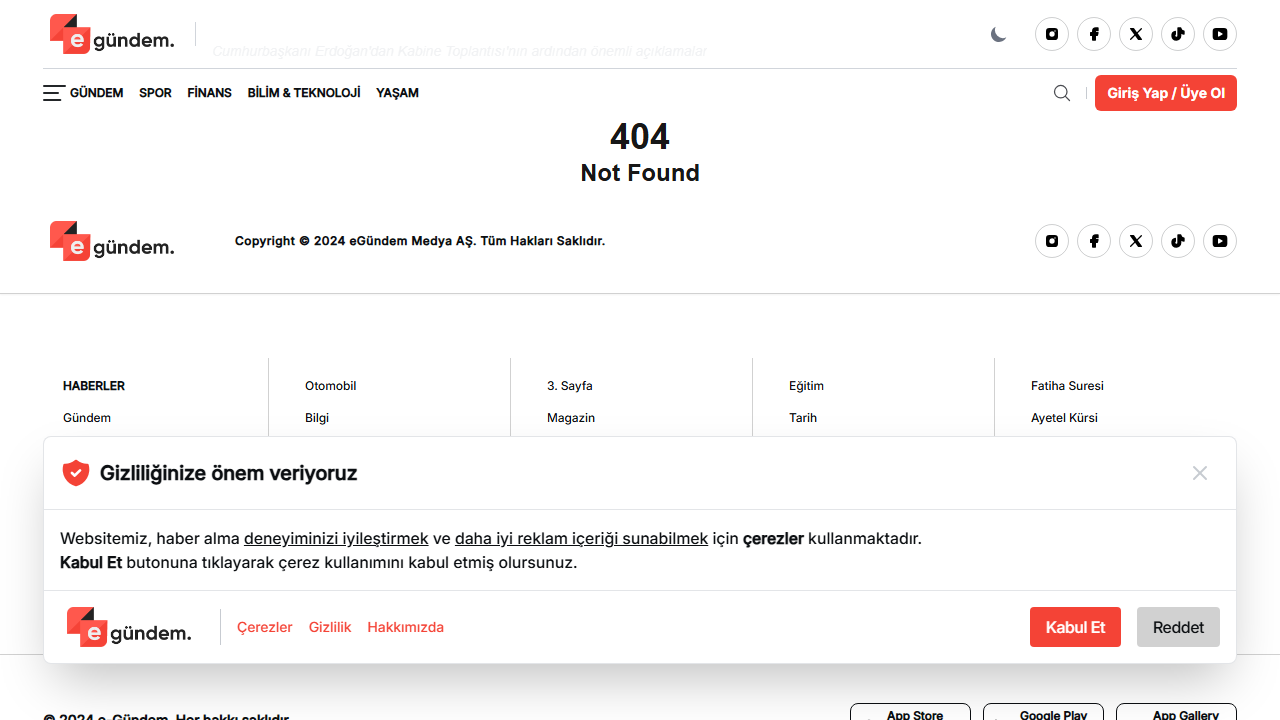 e gündem.
Cumhurbaşkanı Erdoğan'dan Kabine Toplantısı'nın ardından önemli açıklamalar
GÜNDEM SPOR FİNANS BİLİM & TEKNOLOJİ YAŞAM
Giriş Yap / Üye Ol
404
Not Found
e gündem.
Copyright © 2024 eGündem Medya AŞ. Tüm Hakları Saklıdır.
HABERLER Otomobil 3. Sayfa Eğitim Fatiha Suresi
Gündem Bilgi Magazin Tarih Ayetel Kürsi
Gizliliğinize önem veriyoruz
Websitemiz, haber alma deneyiminizi iyileştirmek ve daha iyi reklam içeriği sunabilmek için çerezler kullanmaktadır.
Kabul Et butonuna tıklayarak çerez kullanımını kabul etmiş olursunuz.
e gündem.
Çerezler Gizlilik Hakkımızda
Kabul Et Reddet
© 2024 e-Gündem. Her hakkı saklıdır.
App Store Google Play App Gallery